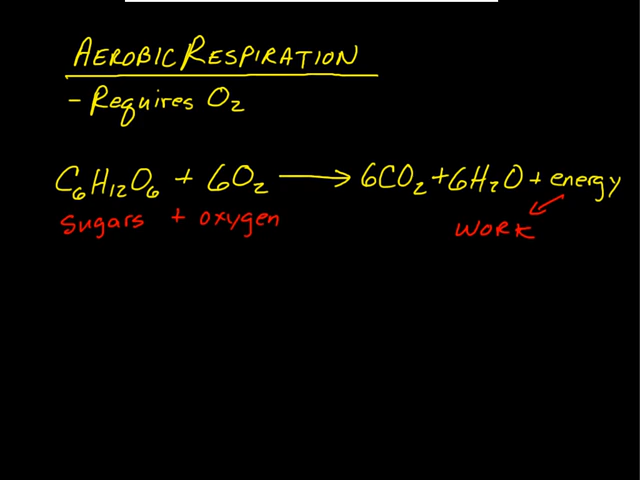 AEROBIC RESPIRATION
- Requires O₂
C₆H₁₂O₆ + 6O₂ ⟶ 6CO₂ + 6H₂O + energy
Sugars + oxygen WORK